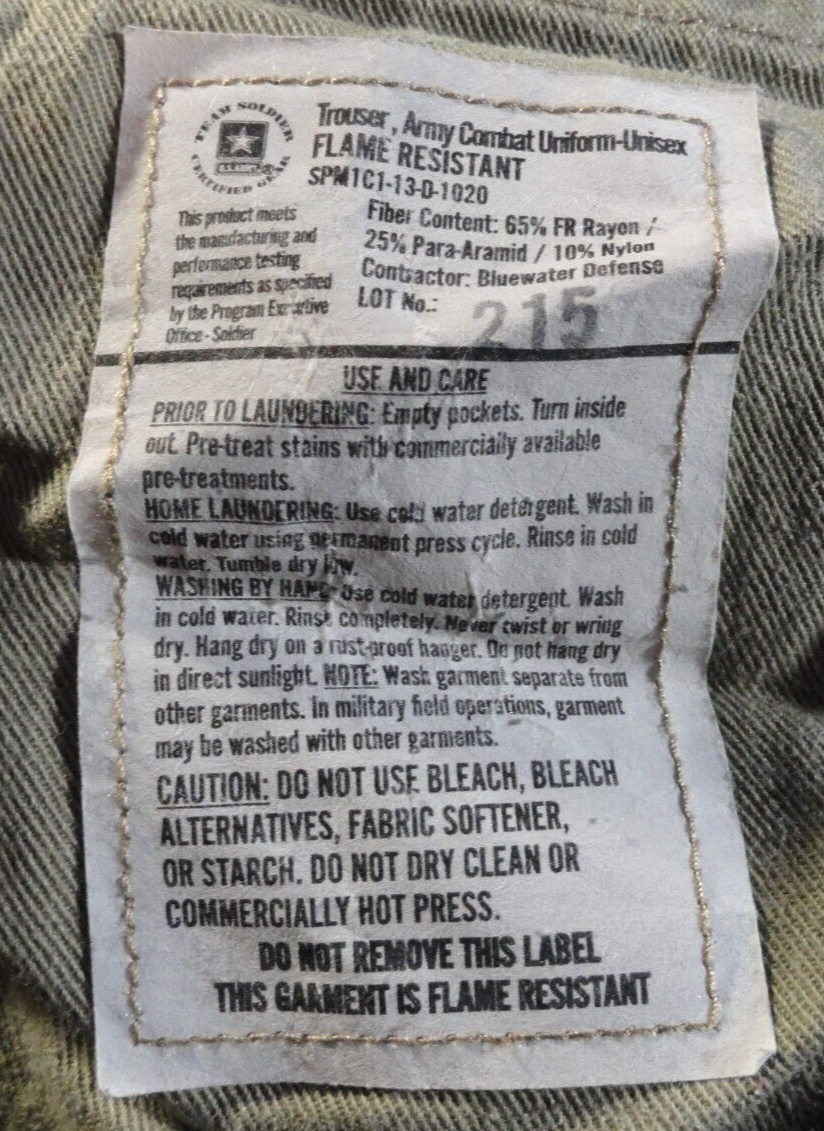 TEAM SOLDIER
CERTIFIED GEAR
Trouser, Army Combat Uniform-Unisex
FLAME RESISTANT
SPM1C1-13-D-1020
This product meets
the manufacturing and
performance testing
requirements as specified
by the Program Executive
Office - Soldier
Fiber Content: 65% FR Rayon /
25% Para-Aramid / 10% Nylon
Contractor: Bluewater Defense
LOT No.: 215
USE AND CARE
PRIOR TO LAUNDERING: Empty pockets. Turn inside
out. Pre-treat stains with commercially available
pre-treatments.
HOME LAUNDERING: Use cold water detergent. Wash in
cold water using permanent press cycle. Rinse in cold
water. Tumble dry low.
WASHING BY HAND: Use cold water detergent. Wash
in cold water. Rinse completely. Never twist or wring
dry. Hang dry on a rust-proof hanger. Do not hang dry
in direct sunlight. NOTE: Wash garment separate from
other garments. In military field operations, garment
may be washed with other garments.
CAUTION: DO NOT USE BLEACH, BLEACH
ALTERNATIVES, FABRIC SOFTENER,
OR STARCH. DO NOT DRY CLEAN OR
COMMERCIALLY HOT PRESS.
DO NOT REMOVE THIS LABEL
THIS GARMENT IS FLAME RESISTANT